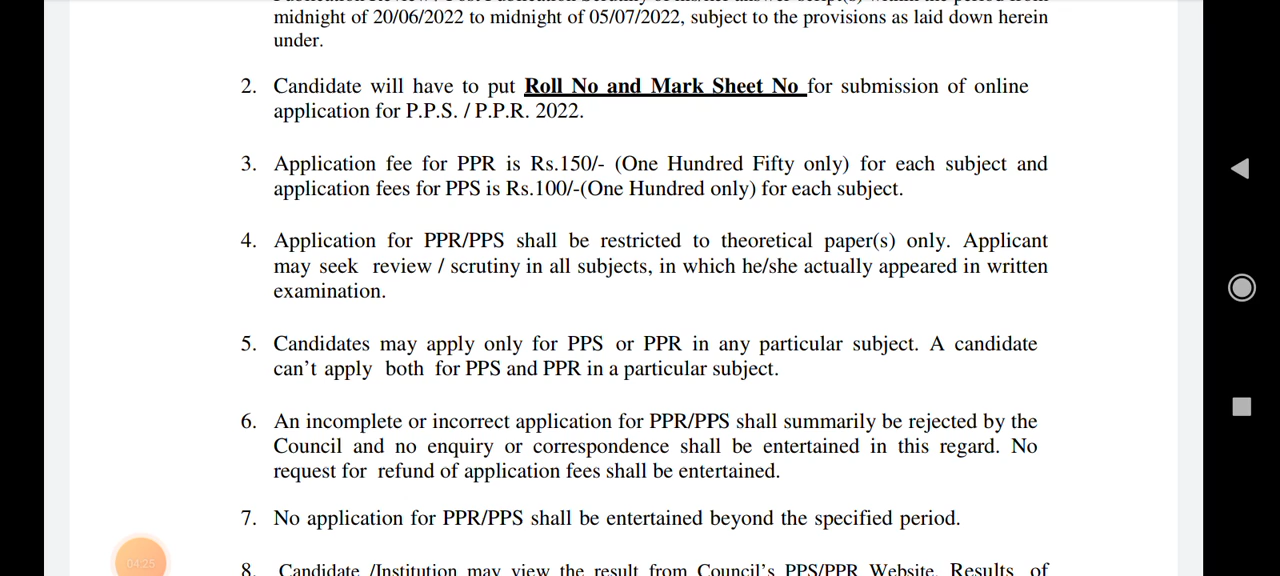 midnight of 20/06/2022 to midnight of 05/07/2022, subject to the provisions as laid down herein
under.
2. Candidate will have to put Roll No and Mark Sheet No for submission of online
application for P.P.S. / P.P.R. 2022.
3. Application fee for PPR is Rs.150/- (One Hundred Fifty only) for each subject and
application fees for PPS is Rs.100/-(One Hundred only) for each subject.
4. Application for PPR/PPS shall be restricted to theoretical paper(s) only. Applicant
may seek review / scrutiny in all subjects, in which he/she actually appeared in written
examination.
5. Candidates may apply only for PPS or PPR in any particular subject. A candidate
can't apply both for PPS and PPR in a particular subject.
6. An incomplete or incorrect application for PPR/PPS shall summarily be rejected by the
Council and no enquiry or correspondence shall be entertained in this regard. No
request for refund of application fees shall be entertained.
7. No application for PPR/PPS shall be entertained beyond the specified period.
04:25
8. Candidate /Institution may view the result from Council's PPS/PPR Website. Results of